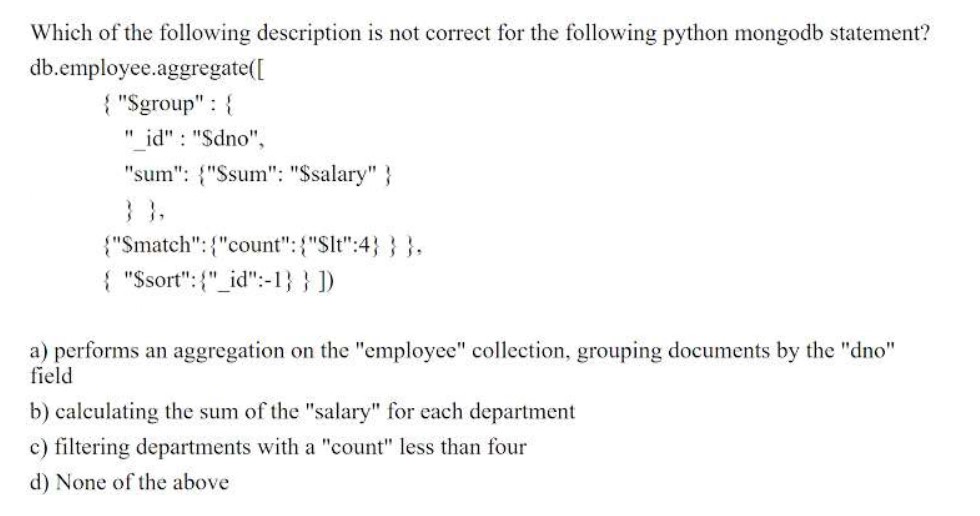 Which of the following description is not correct for the following python mongodb statement?
db.employee.aggregate([
{ "$group" : {
"_id" : "$dno",
"sum": {"$sum": "$salary" }
} },
{"$match":{"count":{"$lt":4} } },
{ "$sort":{"_id":-1} } ])
a) performs an aggregation on the "employee" collection, grouping documents by the "dno"
field
b) calculating the sum of the "salary" for each department
c) filtering departments with a "count" less than four
d) None of the above